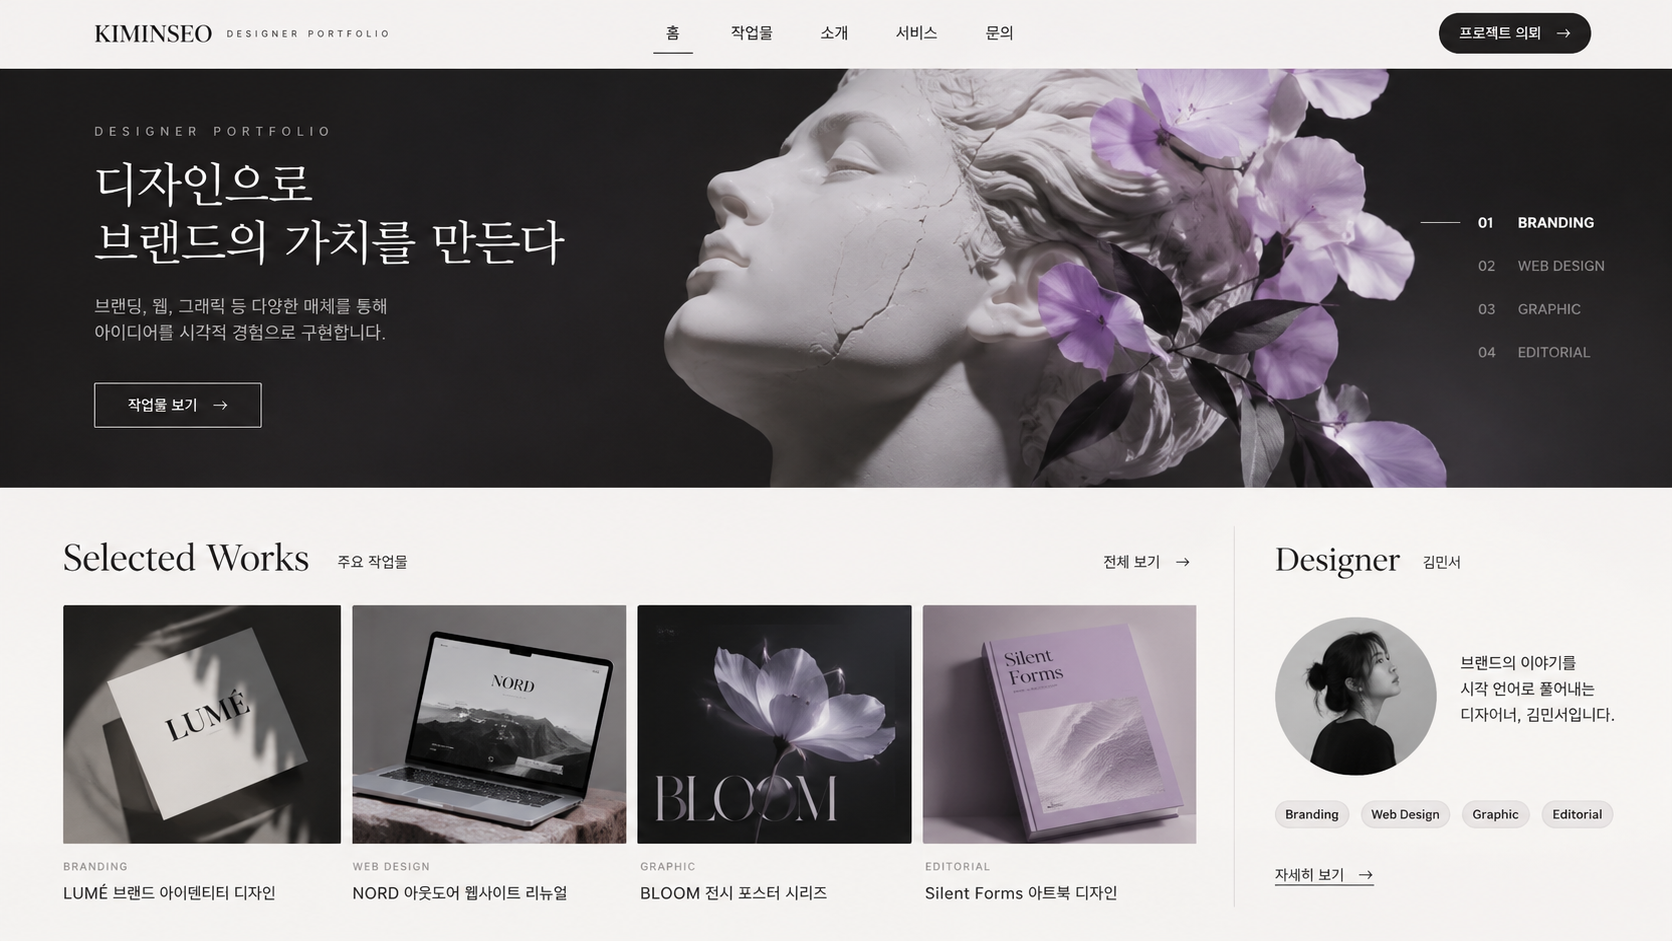 KIMINSEO DESIGNER PORTFOLIO
홈 작업물 소개 서비스 문의
프로젝트 의뢰 →
DESIGNER PORTFOLIO
디자인으로
브랜드의 가치를 만든다
브랜딩, 웹, 그래픽 등 다양한 매체를 통해
아이디어를 시각적 경험으로 구현합니다.
작업물 보기 →
01 BRANDING
02 WEB DESIGN
03 GRAPHIC
04 EDITORIAL
Selected Works 주요 작업물
전체 보기 →
LUMÉ
BRANDING
LUMÉ 브랜드 아이덴티티 디자인
NORD
WEB DESIGN
NORD 아웃도어 웹사이트 리뉴얼
BLOOM
GRAPHIC
BLOOM 전시 포스터 시리즈
Silent
Forms
EDITORIAL
Silent Forms 아트북 디자인
Designer 김민서
브랜드의 이야기를
시각 언어로 풀어내는
디자이너, 김민서입니다.
Branding Web Design Graphic Editorial
자세히 보기 →